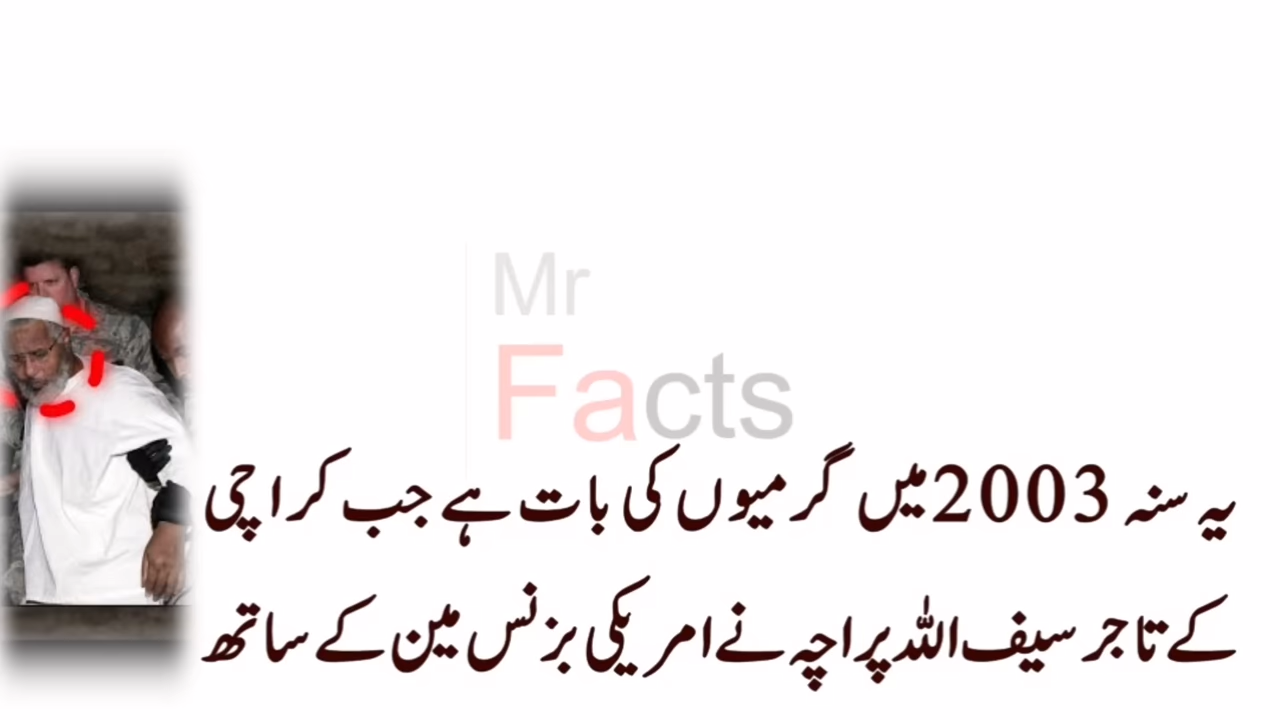 Mr
Facts
یہ سنہ 2003 میں گرمیوں کی بات ہے جب کراچی
کے تاجر سیف اللہ پراچہ نے امریکی بزنس مین کے ساتھ